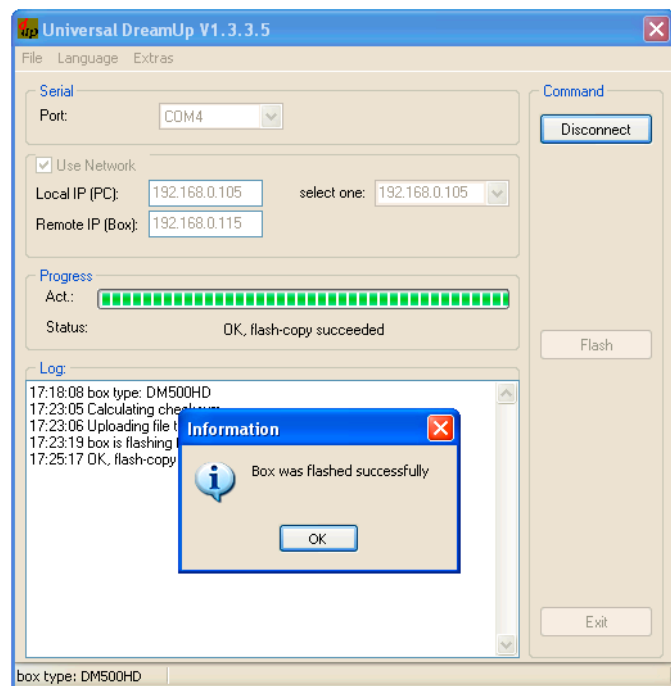 up Universal DreamUp V1.3.3.5
File Language Extras
Serial
Port: COM4
Use Network
Local IP (PC): 192.168.0.105 select one: 192.168.0.105
Remote IP (Box): 192.168.0.115
Progress
Act.:
Status: OK, flash-copy succeeded
Log:
17:18:08 box type: DM500HD
17:23:05 Calculating
17:23:06 Uploading file
17:23:19 box is flashing
17:25:17 OK, flash-copy
Information
Box was flashed successfully
OK
Command
Disconnect
Flash
Exit
box type: DM500HD